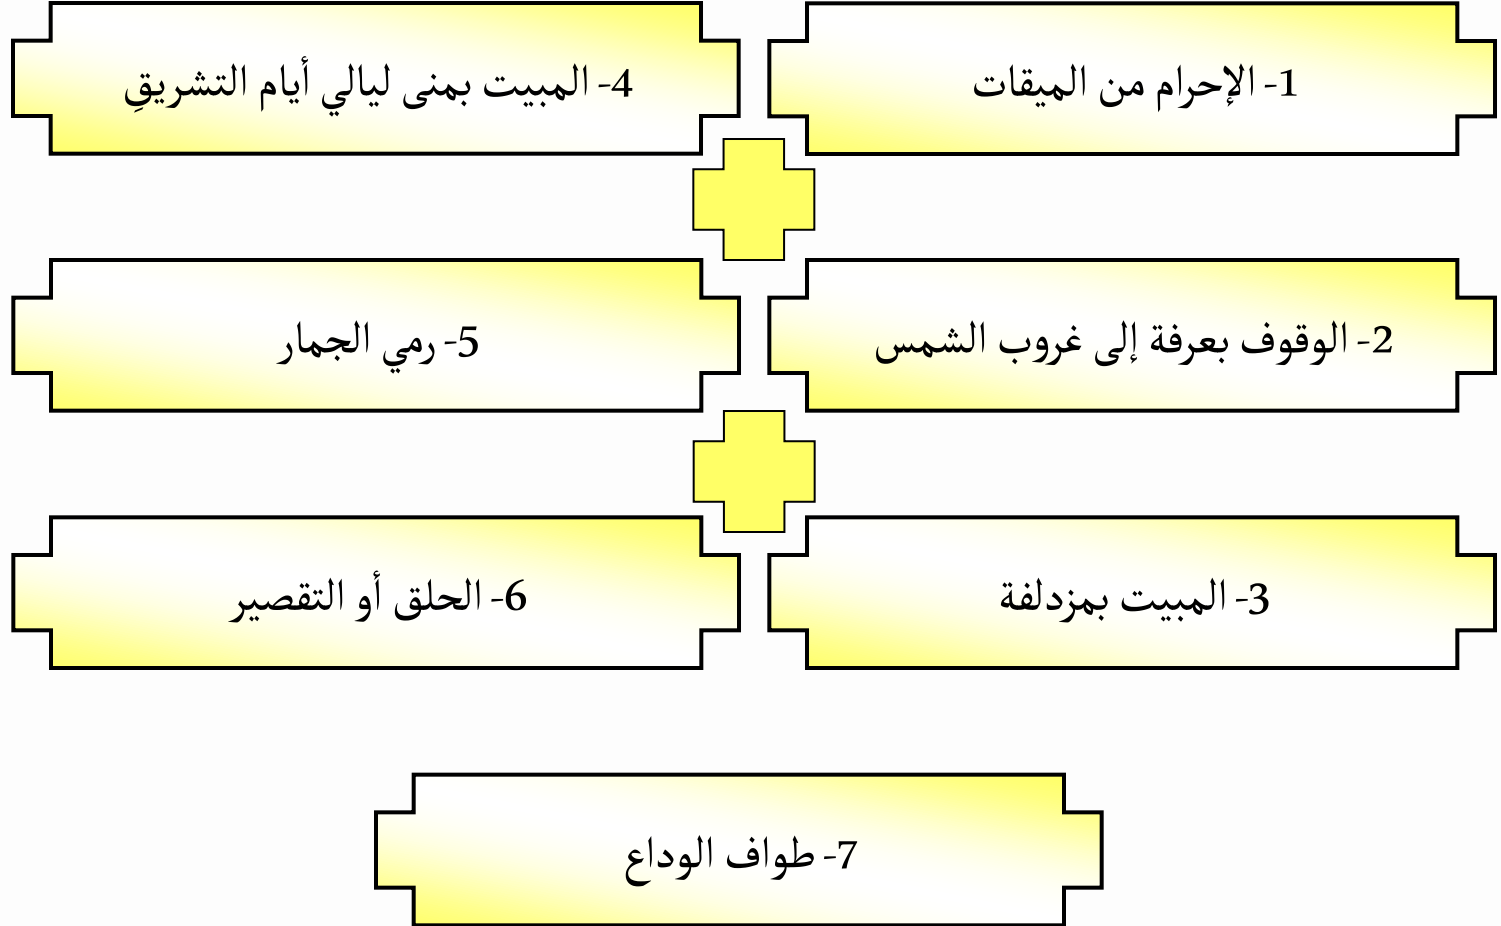 1- الإحرام من الميقات
2- الوقوف بعرفة إلى غروب الشمس
3- المبيت بمزدلفة
4- المبيت بمنى ليالي أيام التشريقِ
5- رمي الجمار
6- الحلق أو التقصير
7- طواف الوداع